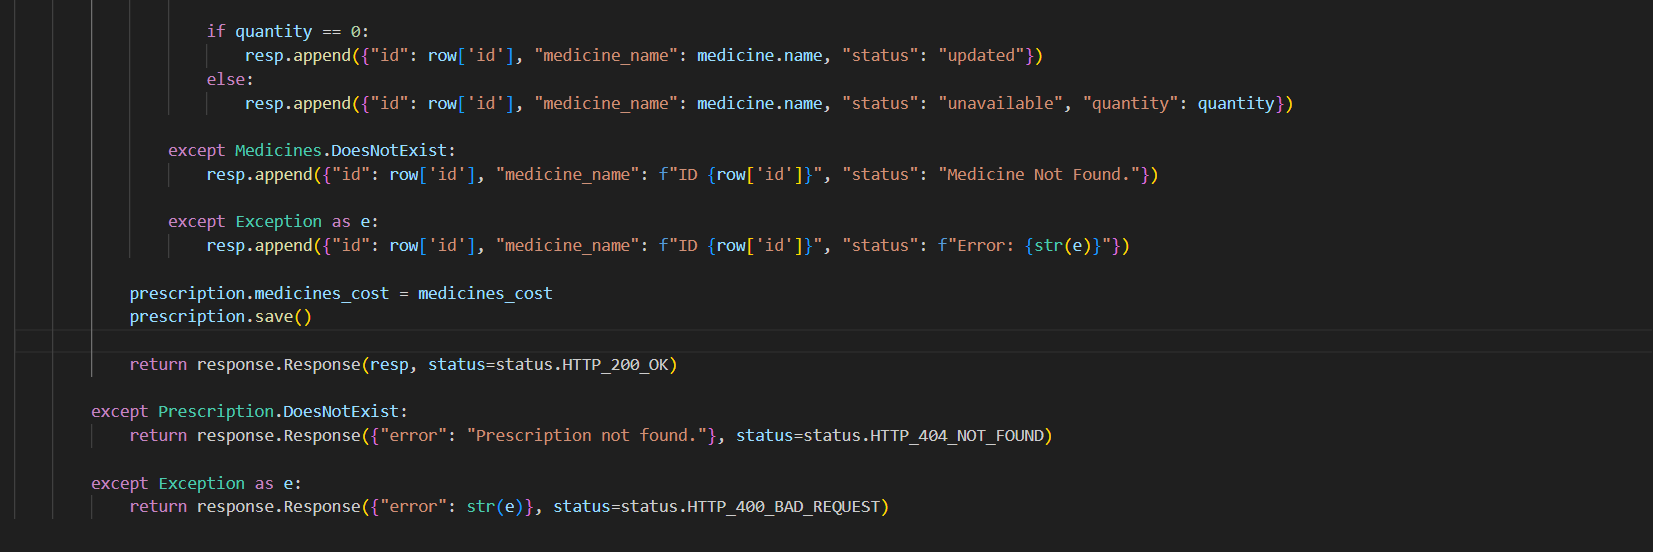 if quantity == 0:
resp.append({"id": row['id'], "medicine_name": medicine.name, "status": "updated"})
else:
resp.append({"id": row['id'], "medicine_name": medicine.name, "status": "unavailable", "quantity": quantity})
except Medicines.DoesNotExist:
resp.append({"id": row['id'], "medicine_name": f"ID {row['id']}", "status": "Medicine Not Found."})
except Exception as e:
resp.append({"id": row['id'], "medicine_name": f"ID {row['id']}", "status": f"Error: {str(e)}"})
prescription.medicines_cost = medicines_cost
prescription.save()
return response.Response(resp, status=status.HTTP_200_OK)
except Prescription.DoesNotExist:
return response.Response({"error": "Prescription not found."}, status=status.HTTP_404_NOT_FOUND)
except Exception as e:
return response.Response({"error": str(e)}, status=status.HTTP_400_BAD_REQUEST)